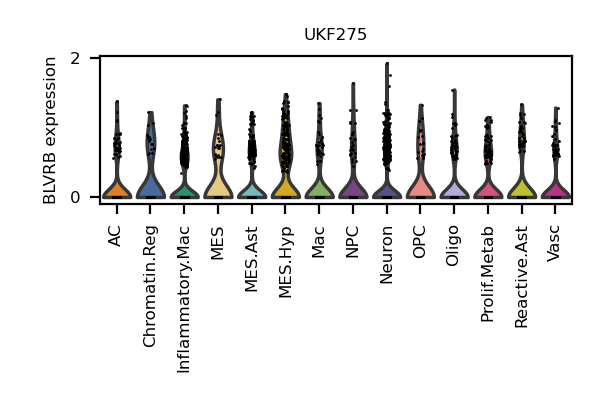 UKF275
BLVRB expression
2
0
AC
Chromatin.Reg
Inflammatory.Mac
MES
MES.Ast
MES.Hyp
Mac
NPC
Neuron
OPC
Oligo
Prolif.Metab
Reactive.Ast
Vasc